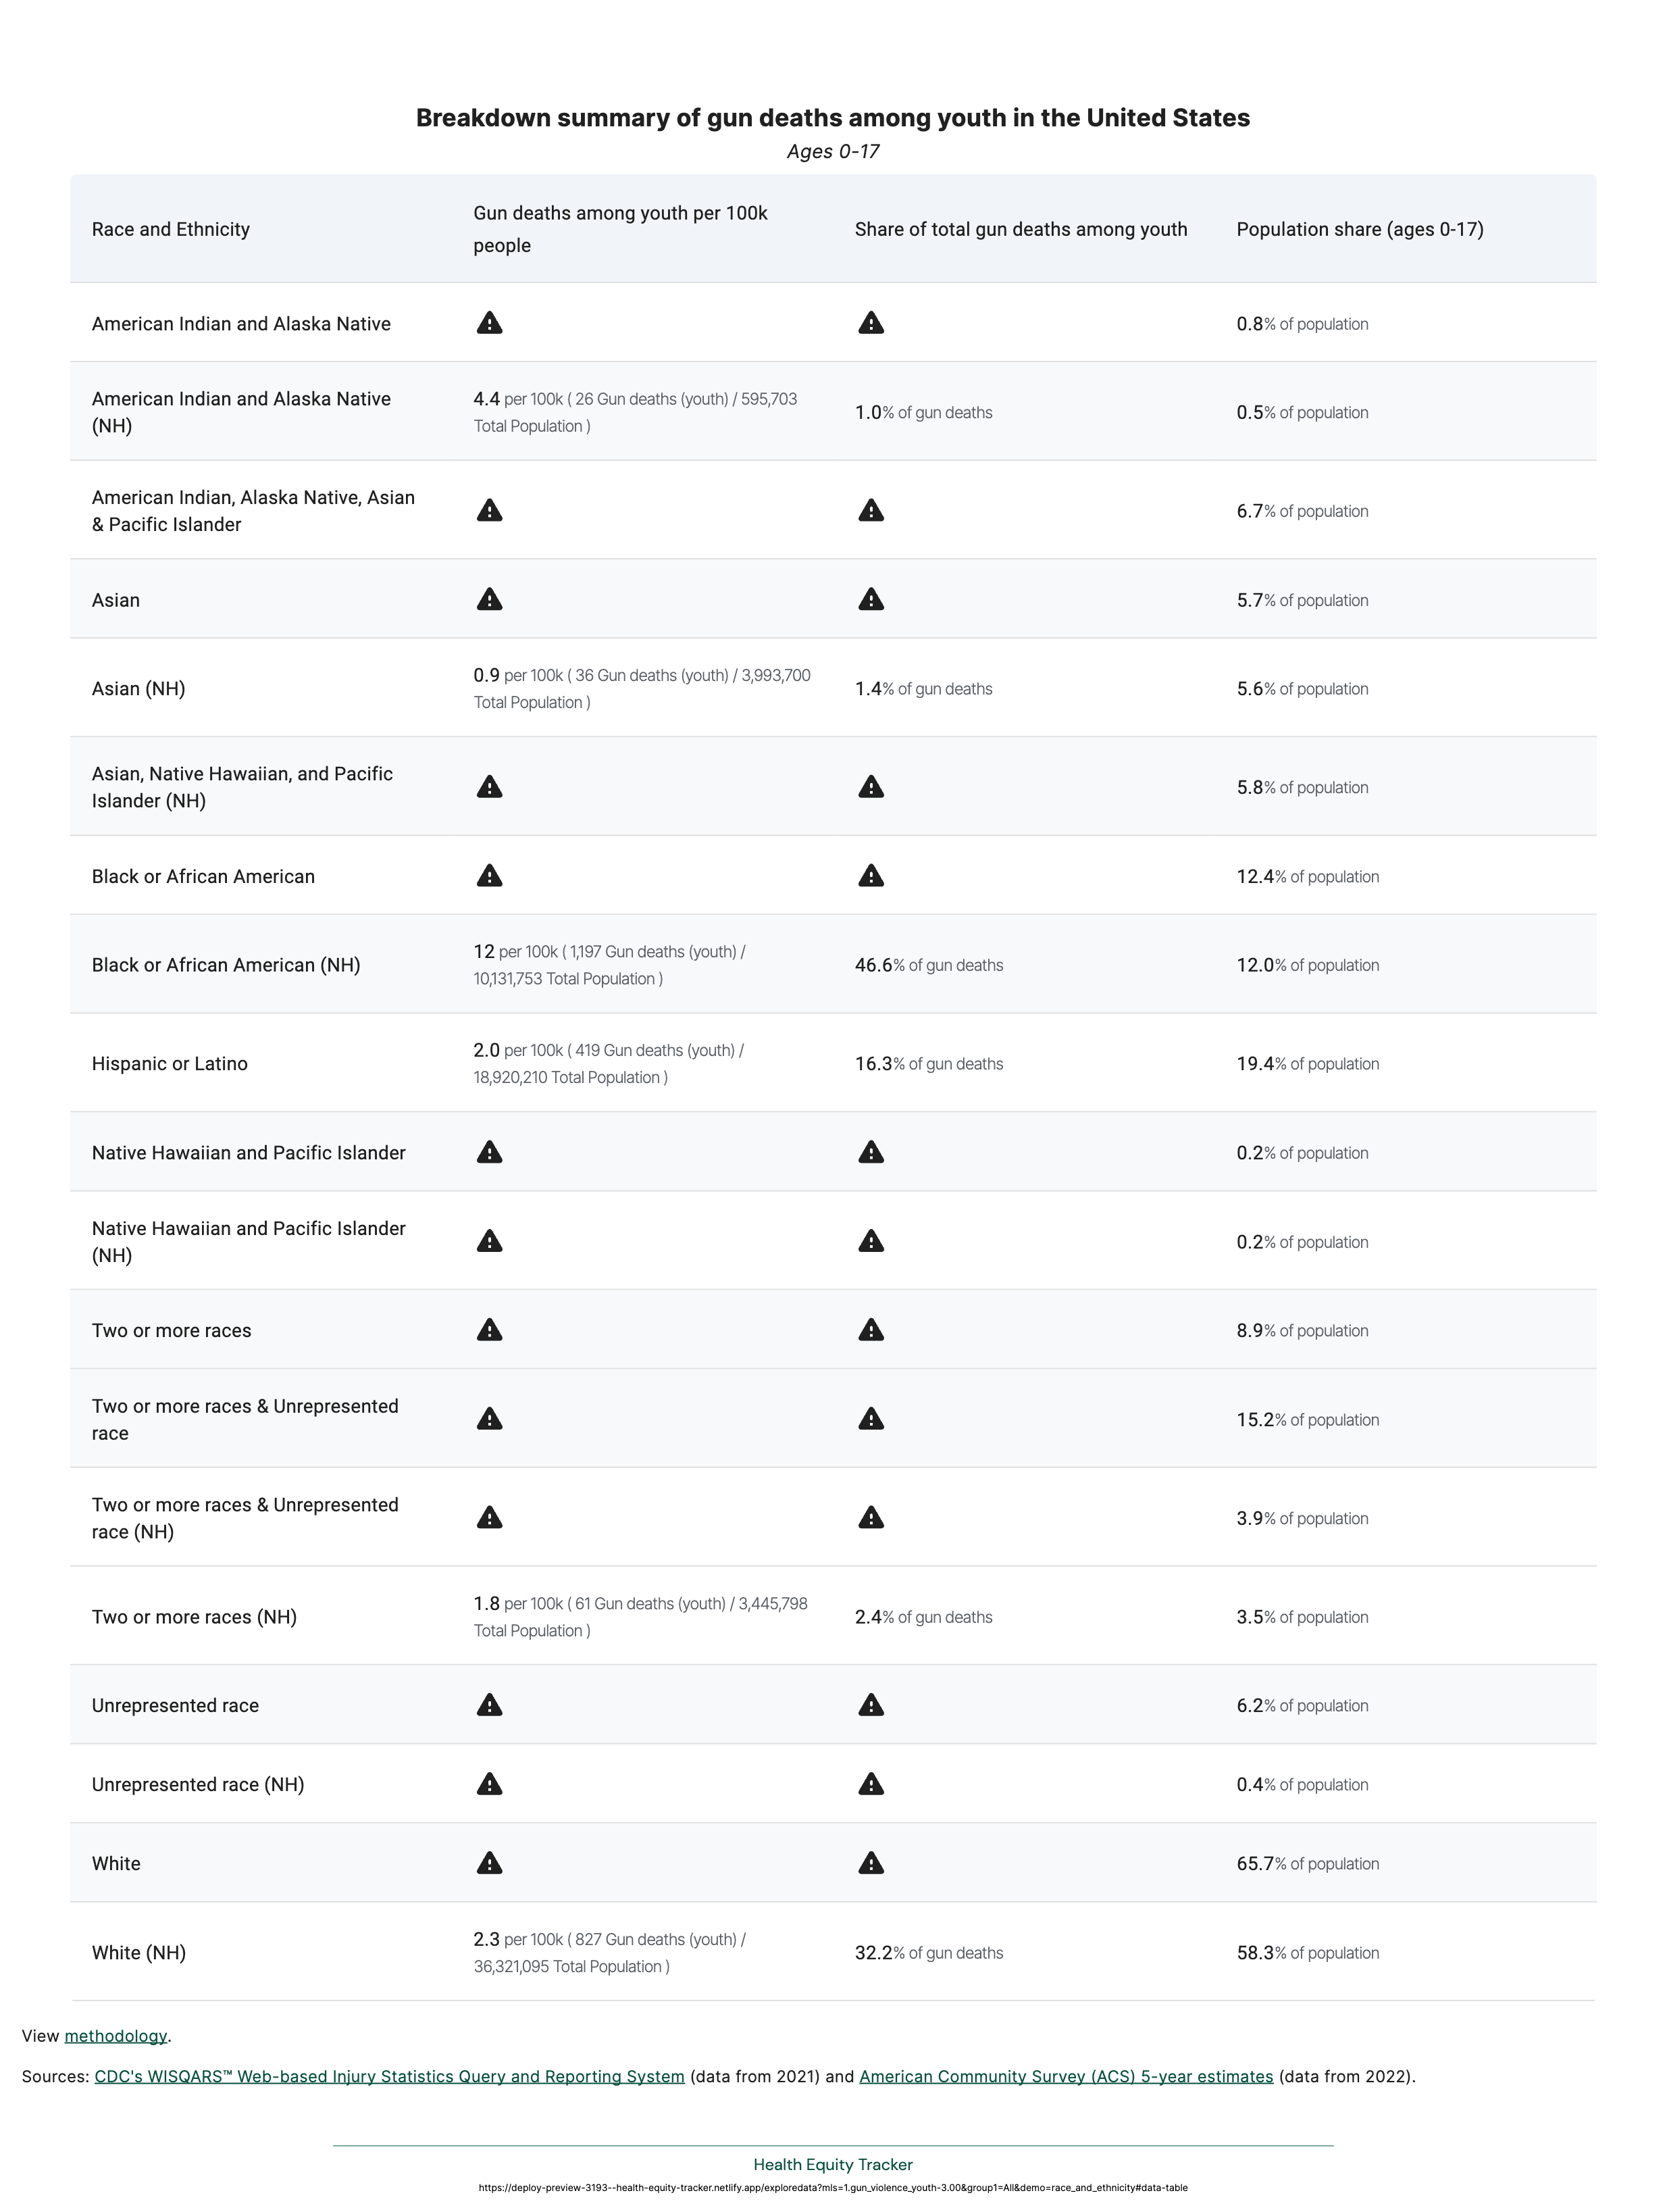 Breakdown summary of gun deaths among youth in the United States
Ages 0-17
Race and Ethnicity
Gun deaths among youth per 100k
people
Share of total gun deaths among youth
Population share (ages 0-17)
American Indian and Alaska Native
0.8% of population
American Indian and Alaska Native
(NH)
4.4 per 100k ( 26 Gun deaths (youth) / 595,703
Total Population )
1.0% of gun deaths
0.5% of population
American Indian, Alaska Native, Asian
& Pacific Islander
6.7% of population
Asian
5.7% of population
Asian (NH)
0.9 per 100k ( 36 Gun deaths (youth) / 3,993,700
Total Population )
1.4% of gun deaths
5.6% of population
Asian, Native Hawaiian, and Pacific
Islander (NH)
5.8% of population
Black or African American
12.4% of population
Black or African American (NH)
12 per 100k ( 1,197 Gun deaths (youth) /
10,131,753 Total Population )
46.6% of gun deaths
12.0% of population
Hispanic or Latino
2.0 per 100k ( 419 Gun deaths (youth) /
18,920,210 Total Population )
16.3% of gun deaths
19.4% of population
Native Hawaiian and Pacific Islander
0.2% of population
Native Hawaiian and Pacific Islander
(NH)
0.2% of population
Two or more races
8.9% of population
Two or more races & Unrepresented
race
15.2% of population
Two or more races & Unrepresented
race (NH)
3.9% of population
Two or more races (NH)
1.8 per 100k ( 61 Gun deaths (youth) / 3,445,798
Total Population )
2.4% of gun deaths
3.5% of population
Unrepresented race
6.2% of population
Unrepresented race (NH)
0.4% of population
White
65.7% of population
White (NH)
2.3 per 100k ( 827 Gun deaths (youth) /
36,321,095 Total Population )
32.2% of gun deaths
58.3% of population
View methodology.
Sources: CDC's WISQARS™ Web-based Injury Statistics Query and Reporting System (data from 2021) and American Community Survey (ACS) 5-year estimates (data from 2022).
Health Equity Tracker
https://deploy-preview-3193--health-equity-tracker.netlify.app/exploredata?mls=1.gun_violence_youth-3.00&group1=All&demo=race_and_ethnicity#data-table